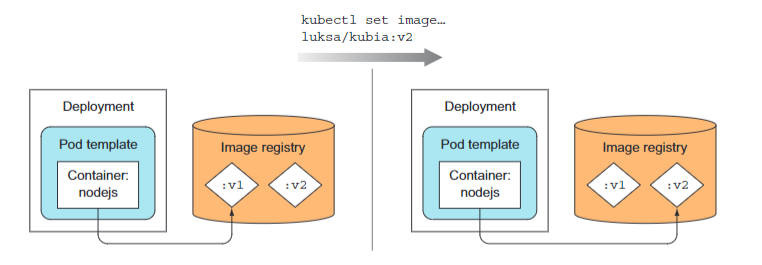 kubectl set image…
luksa/kubia:v2
Deployment
Pod template
Container:
nodejs
Image registry
:v1
:v2
Deployment
Pod template
Container:
nodejs
Image registry
:v1
:v2